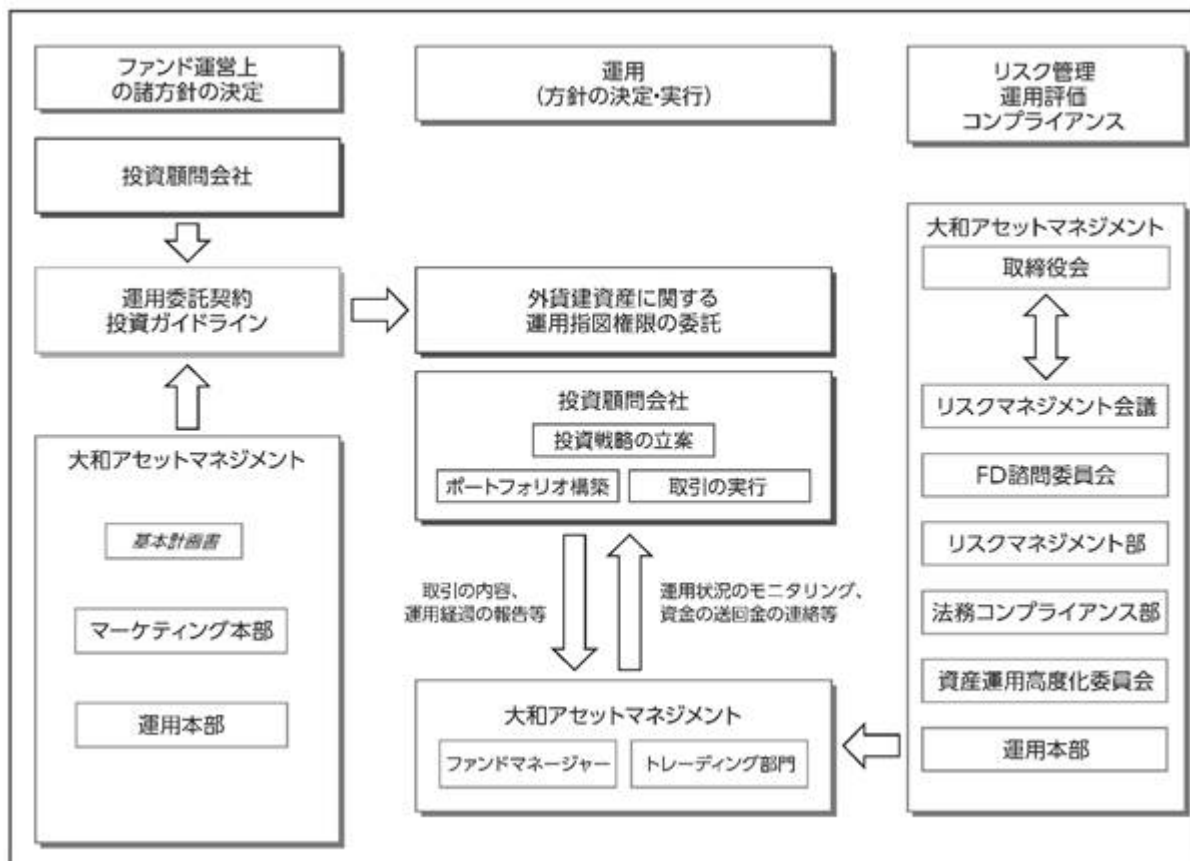 ファンド運営上
の諸方針の決定
投資顧問会社
運用委託契約
投資ガイドライン
大和アセットマネジメント
基本計画書
マーケティング本部
運用本部
運用
(方針の決定・実行)
外貨建資産に関する
運用指図権限の委託
投資顧問会社
投資戦略の立案
ポートフォリオ構築
取引の実行
取引の内容、
運用経過の報告等
運用状況のモニタリング、
資金の送回金の連絡等
大和アセットマネジメント
ファンドマネージャー
トレーディング部門
リスク管理
運用評価
コンプライアンス
大和アセットマネジメント
取締役会
リスクマネジメント会議
FD諮問委員会
リスクマネジメント部
法務コンプライアンス部
資産運用高度化委員会
運用本部